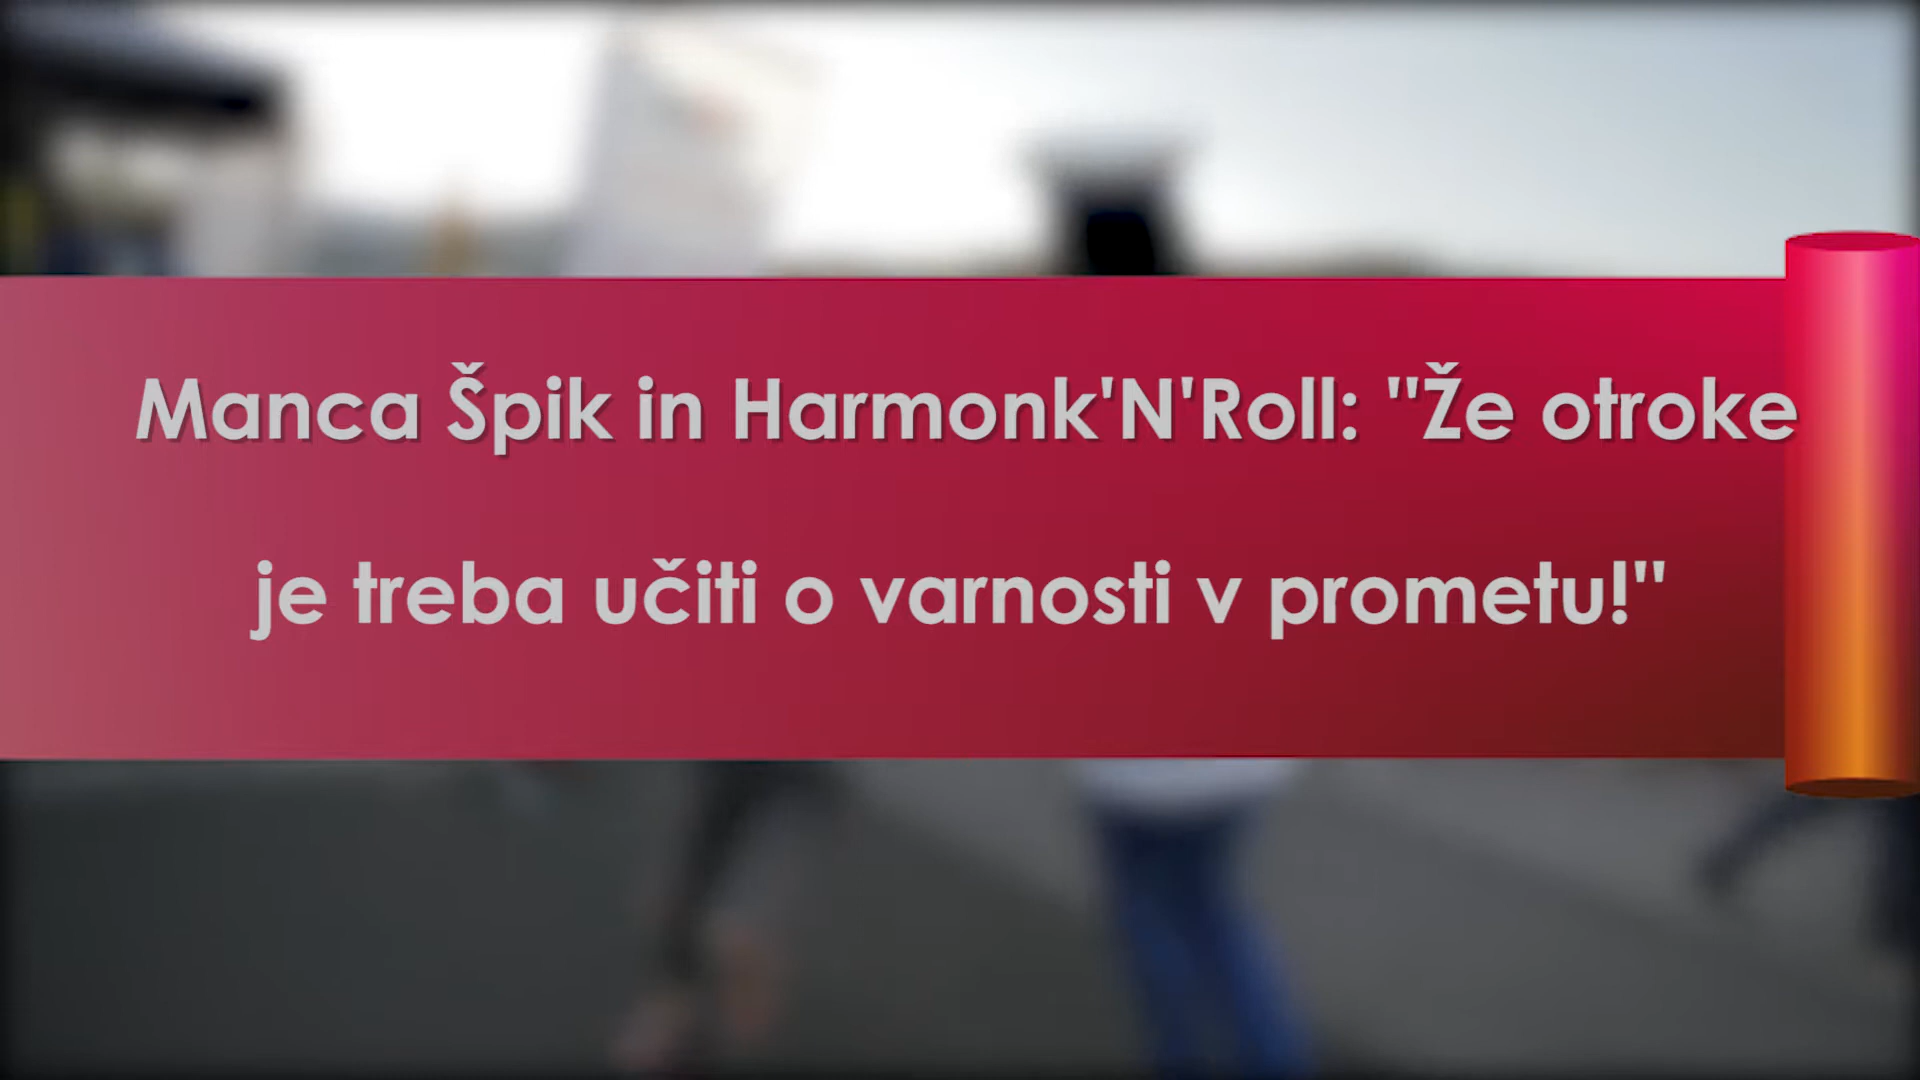 Manca Špik in Harmonk'N'Roll: "Že otroke
je treba učiti o varnosti v prometu!"